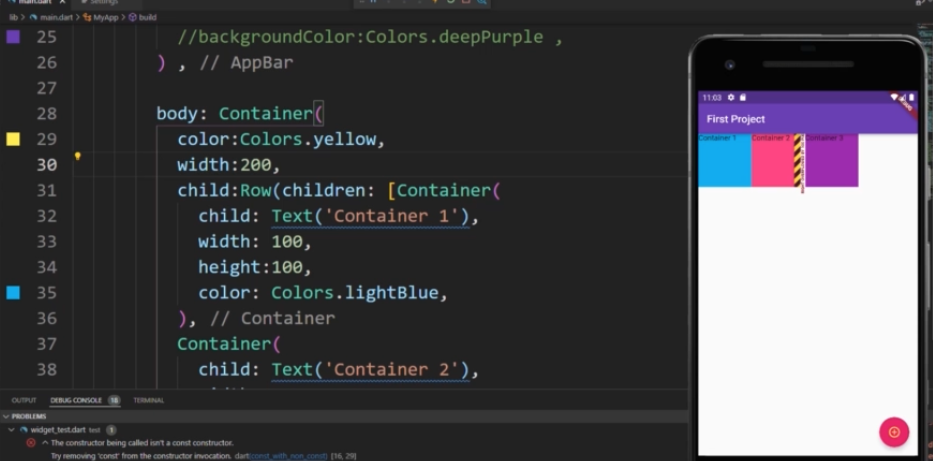 main.dart
Settings
lib > main.dart > MyApp > build
25 //backgroundColor:Colors.deepPurple ,
26 ) , // AppBar
27
28 body: Container(
29 color:Colors.yellow,
30 width:200,
31 child:Row(children: [Container(
32 child: Text('Container 1'),
33 width: 100,
34 height:100,
35 color: Colors.lightBlue,
36 ), // Container
37 Container(
38 child: Text('Container 2'),
OUTPUT DEBUG CONSOLE 18 TERMINAL
PROBLEMS
widget_test.dart test 1
The constructor being called isn't a const constructor.
Try removing 'const' from the constructor invocation. dart(const_with_non_const) [16, 29]
11:03
First Project
Container 1 Container 2 Container 3